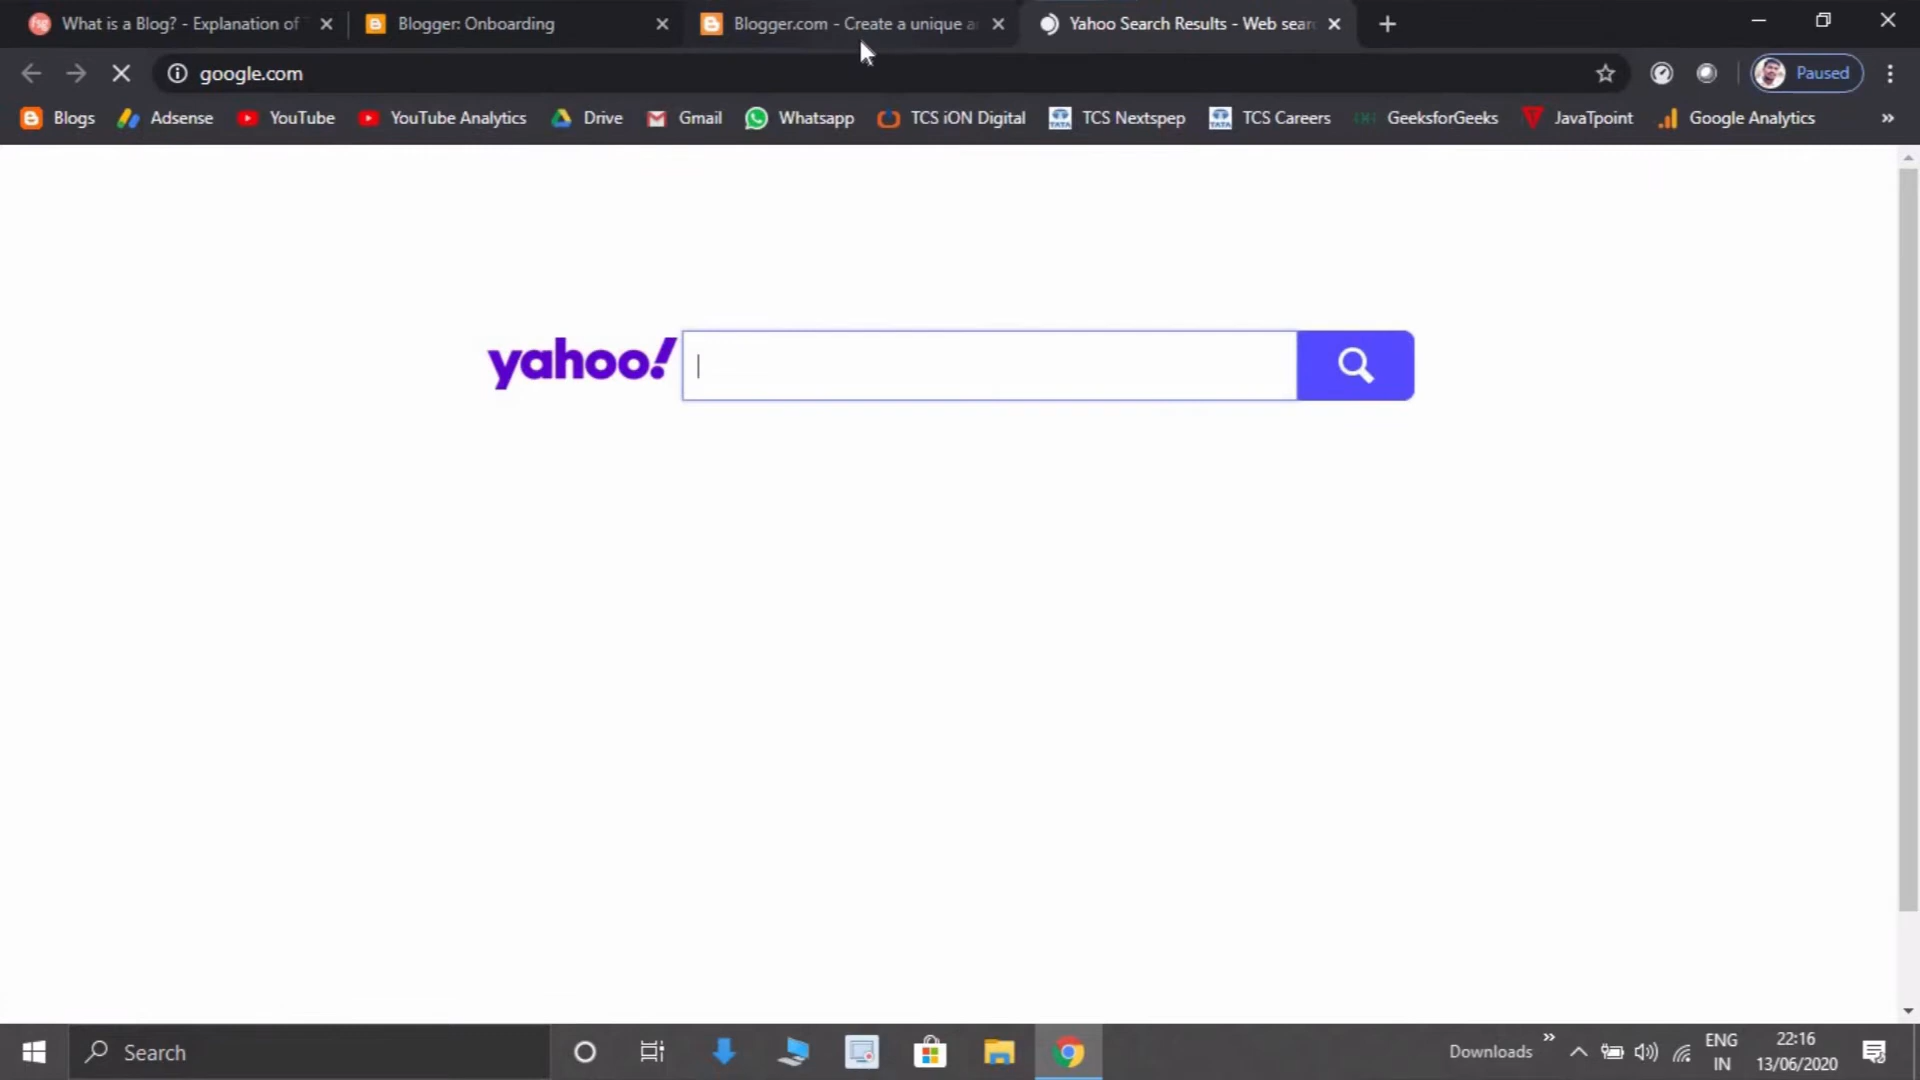 What is a Blog? - Explanation of
Blogger: Onboarding
Blogger.com - Create a unique a
Yahoo Search Results - Web sear
google.com
Paused
Blogs
Adsense
YouTube
YouTube Analytics
Drive
Gmail
Whatsapp
TCS iON Digital
TCS Nextspep
TCS Careers
GeeksforGeeks
JavaTpoint
Google Analytics
»
yahoo!
Search
Downloads
ENG
IN
22:16
13/06/2020